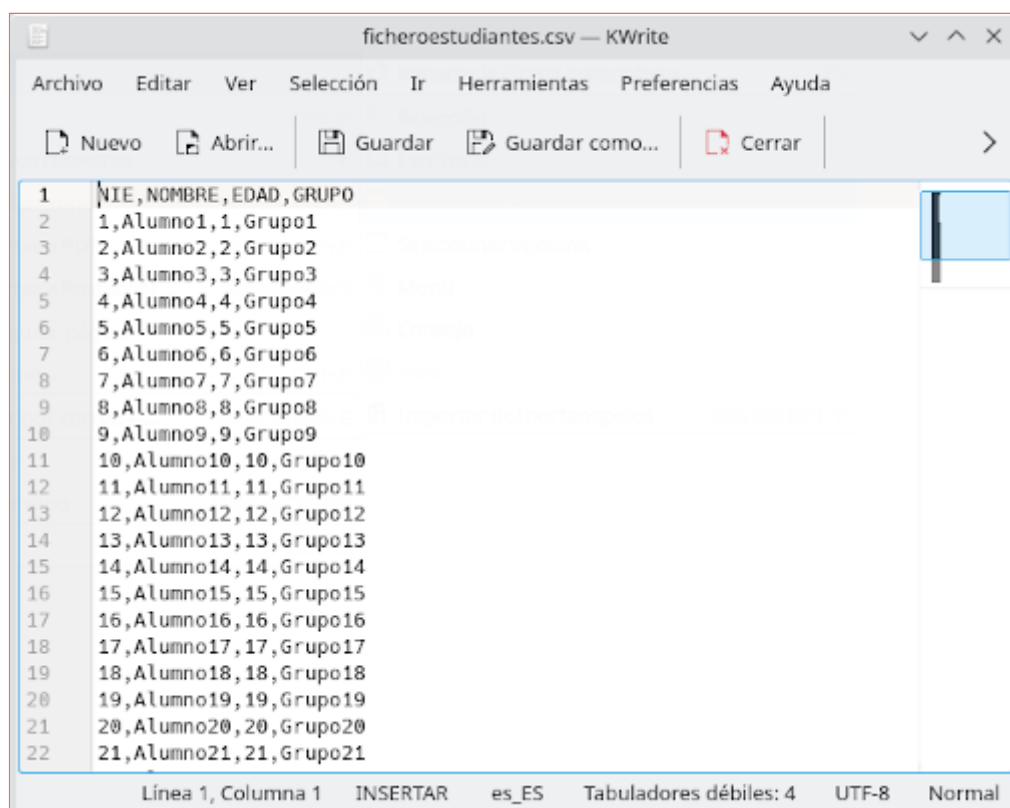 ficheroestudiantes.csv — KWrite
Archivo Editar Ver Selección Ir Herramientas Preferencias Ayuda
Nuevo Abrir... Guardar Guardar como... Cerrar
1 NIE,NOMBRE,EDAD,GRUPO
2 1,Alumno1,1,Grupo1
3 2,Alumno2,2,Grupo2
4 3,Alumno3,3,Grupo3
5 4,Alumno4,4,Grupo4
6 5,Alumno5,5,Grupo5
7 6,Alumno6,6,Grupo6
8 7,Alumno7,7,Grupo7
9 8,Alumno8,8,Grupo8
10 9,Alumno9,9,Grupo9
11 10,Alumno10,10,Grupo10
12 11,Alumno11,11,Grupo11
13 12,Alumno12,12,Grupo12
14 13,Alumno13,13,Grupo13
15 14,Alumno14,14,Grupo14
16 15,Alumno15,15,Grupo15
17 16,Alumno16,16,Grupo16
18 17,Alumno17,17,Grupo17
19 18,Alumno18,18,Grupo18
20 19,Alumno19,19,Grupo19
21 20,Alumno20,20,Grupo20
22 21,Alumno21,21,Grupo21
Línea 1, Columna 1 INSERTAR es_ES Tabuladores débiles: 4 UTF-8 Normal